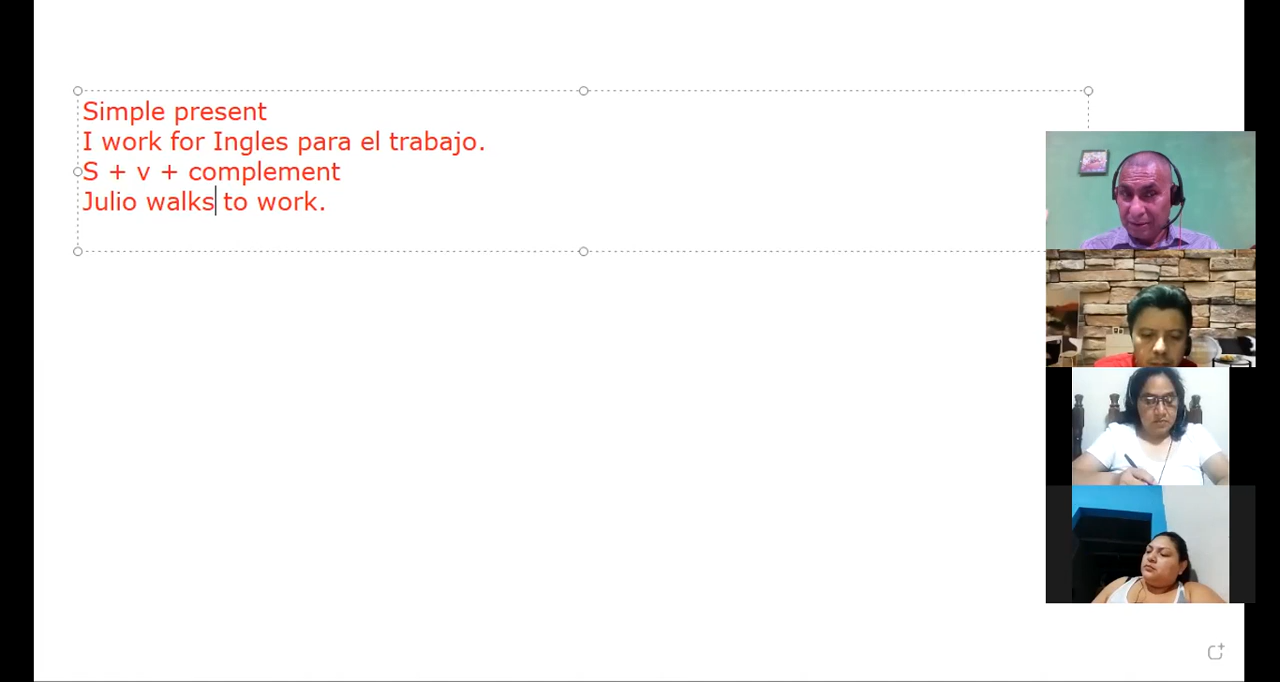 Simple present
I work for Ingles para el trabajo.
S + v + complement
Julio walks to work.